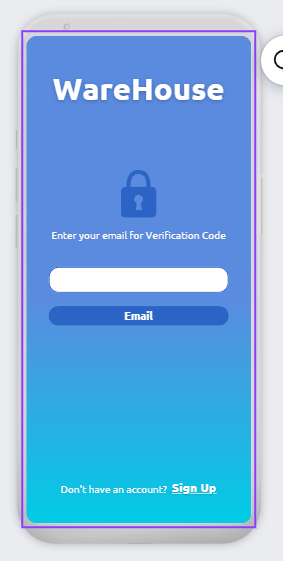 WareHouse
Enter your email for Verification Code
Email
Don't have an account? Sign Up